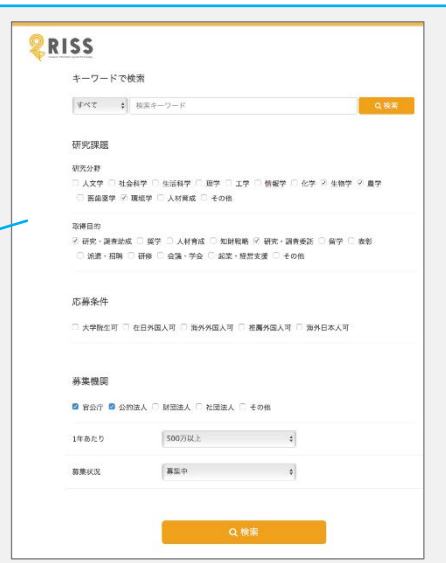 RISS
キーワードで検索
すべて 検索キーワード 検索
研究課題
研究分野
人文学 社会科学 生活科学 理学 工学 情報学 化学 生物学 農学
医歯薬学 環境学 人材育成 その他
取得目的
研究・調査助成 奨学 人材育成 知財戦略 研究・調査委託 留学 表彰
派遣・招聘 研修 会議・学会 起業・経営支援 その他
応募条件
大学院生可 在日外国人可 海外外国人可 在籍外国人可 海外日本人可
募集機関
官公庁 公的法人 財団法人 社団法人 その他
1年あたり 500万以上
募集状況 募集中
検索